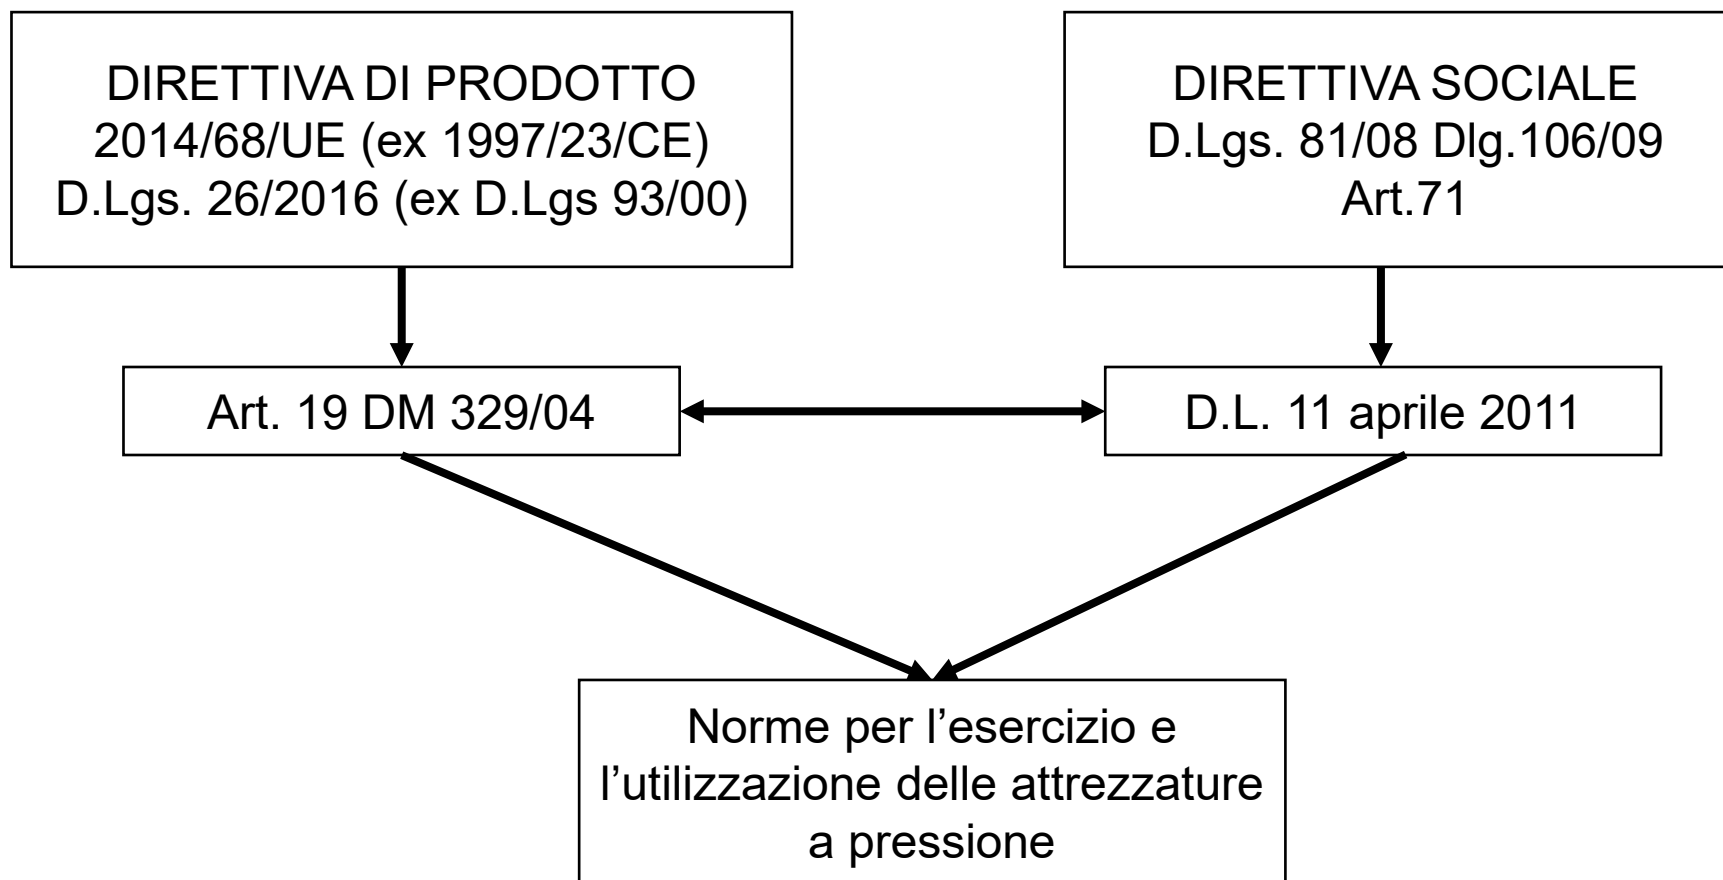 DIRETTIVA DI PRODOTTO
2014/68/UE (ex 1997/23/CE)
D.Lgs. 26/2016 (ex D.Lgs 93/00)
DIRETTIVA SOCIALE
D.Lgs. 81/08 Dlg.106/09
Art.71
Art. 19 DM 329/04
D.L. 11 aprile 2011
Norme per l’esercizio e
l’utilizzazione delle attrezzature
a pressione